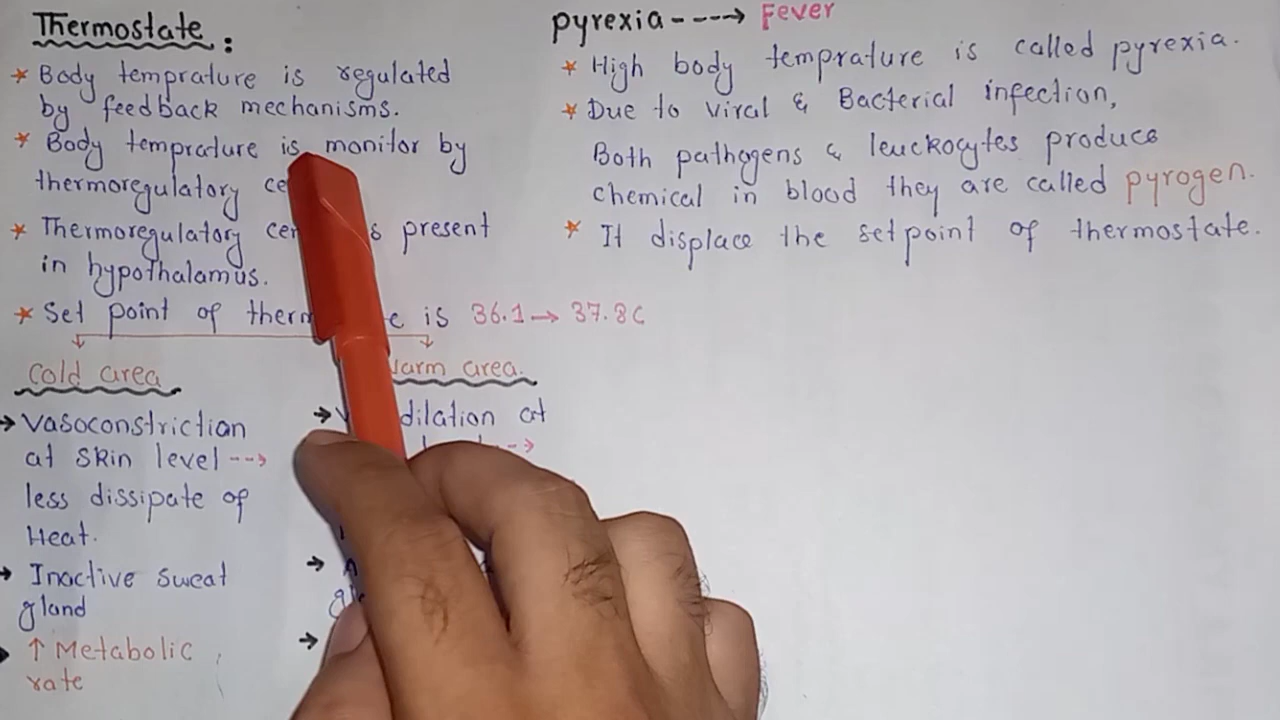 Thermostate :
* Body temprature is regulated
by feedback mechanisms.
* Body temprature is monitor by
thermoregulatory
* Thermoregulatory present
in hypothalamus.
* Set point of is 36.1 → 37.8C
Cold area
area.
→ Vasoconstriction
at skin level -->
less dissipate of
Heat.
→ Inactive sweat
gland
↑ Metabolic
rate
→ dilation at
-->
→
→
pyrexia ----→ Fever
* High body temprature is called pyrexia.
* Due to viral & Bacterial infection,
Both pathogens & leuckocytes produce
chemical in blood they are called pyrogen.
* It displace the setpoint of thermostate.